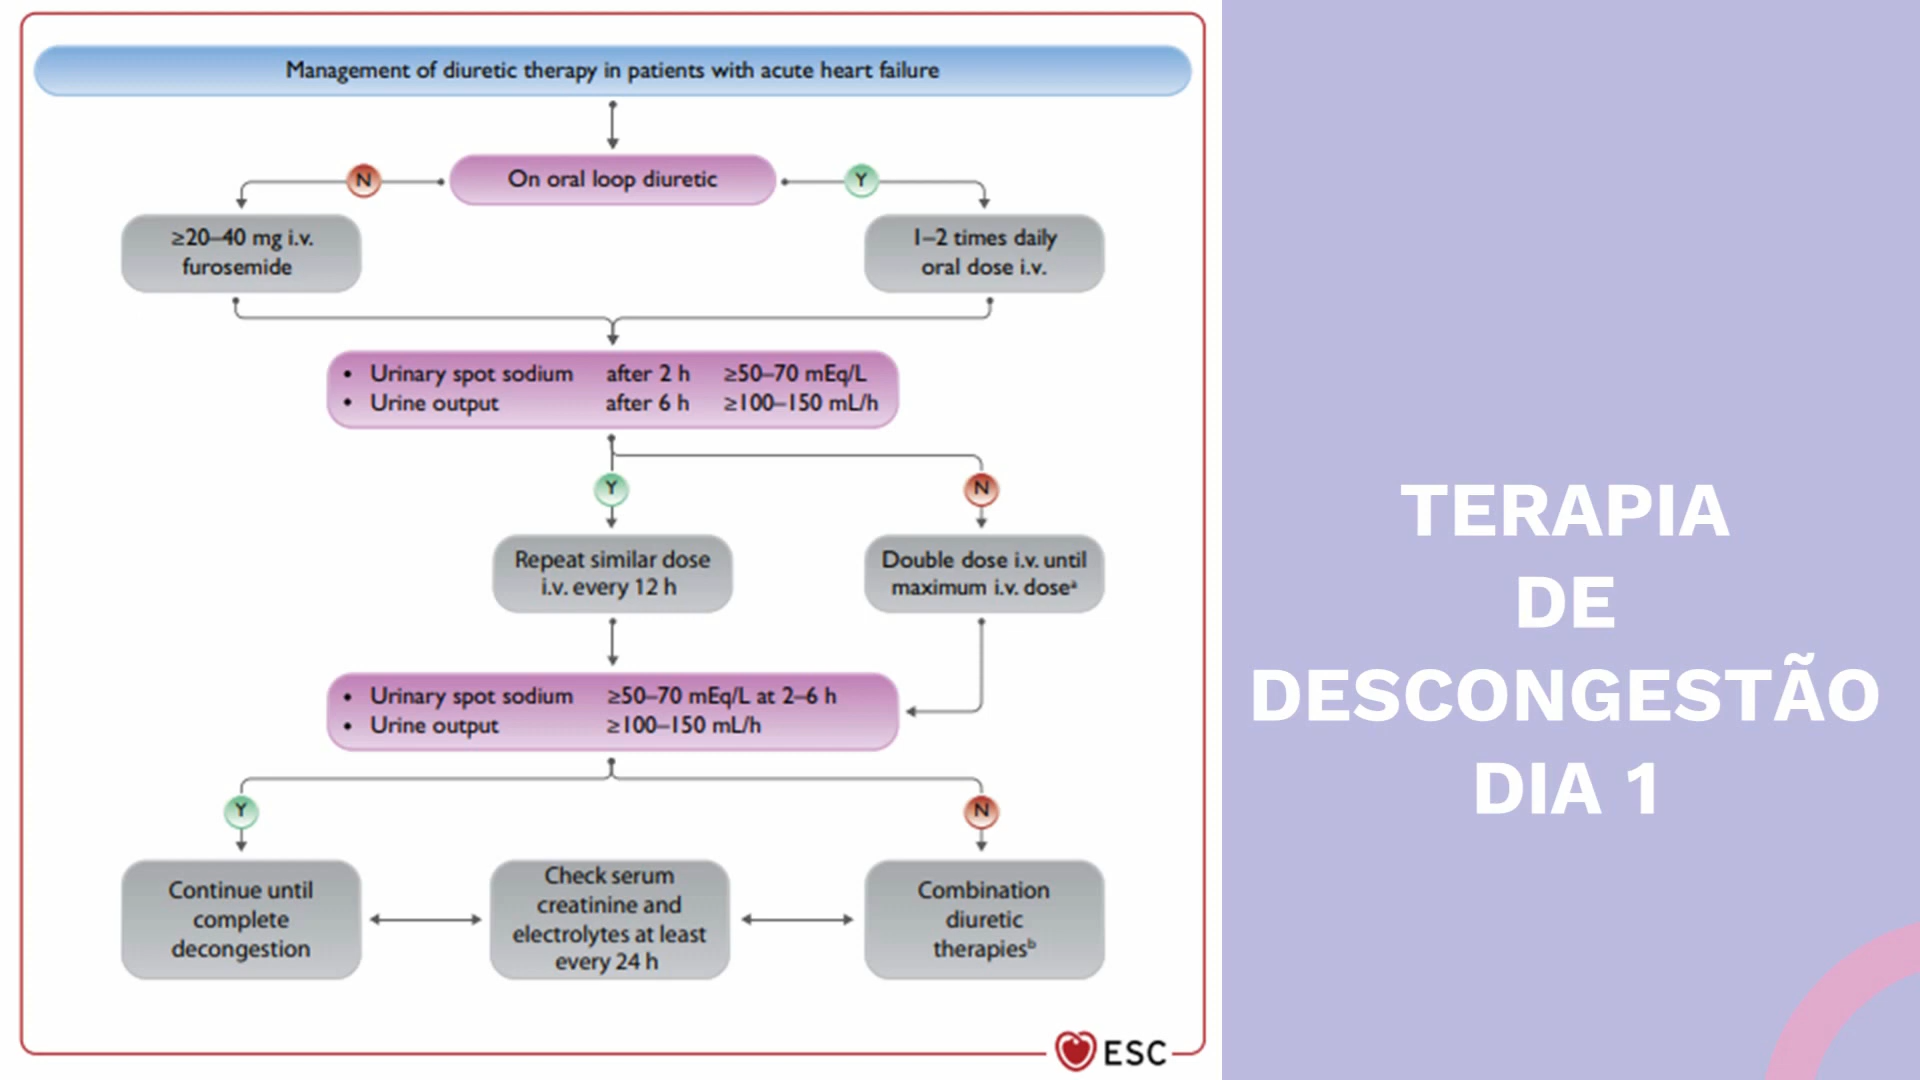 Management of diuretic therapy in patients with acute heart failure
N
On oral loop diuretic
Y
≥20–40 mg i.v.
furosemide
1–2 times daily
oral dose i.v.
• Urinary spot sodium after 2 h ≥50–70 mEq/L
• Urine output after 6 h ≥100–150 mL/h
Y
N
Repeat similar dose
i.v. every 12 h
Double dose i.v. until
maximum i.v. doseᵃ
• Urinary spot sodium ≥50–70 mEq/L at 2–6 h
• Urine output ≥100–150 mL/h
Y
N
Continue until
complete
decongestion
Check serum
creatinine and
electrolytes at least
every 24 h
Combination
diuretic
therapiesᵇ
ESC
TERAPIA
DE
DESCONGESTÃO
DIA 1